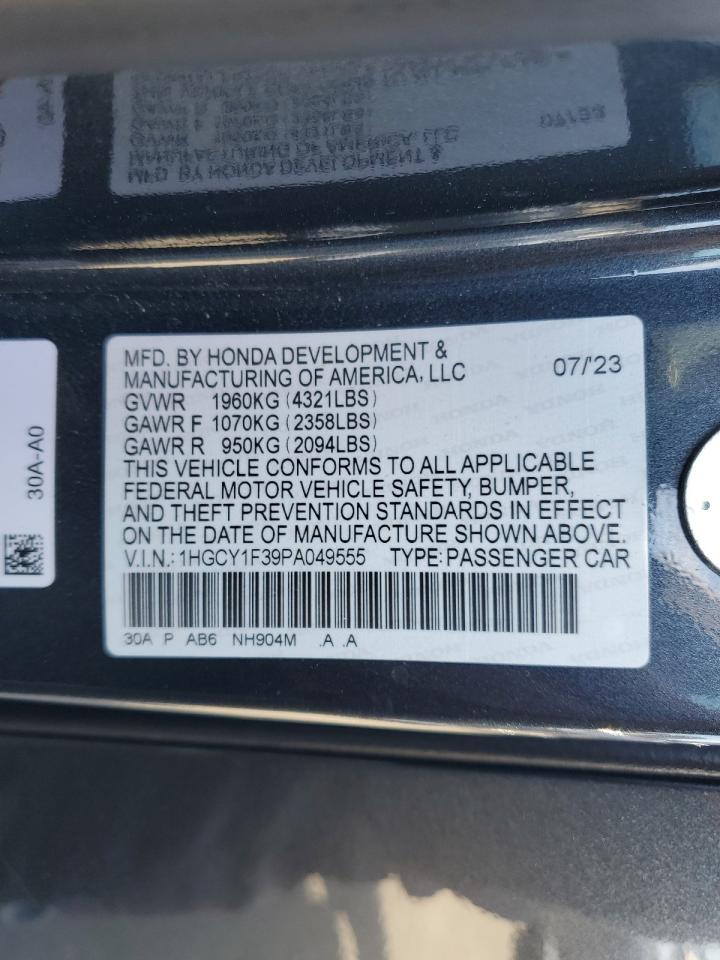 MFD. BY HONDA DEVELOPMENT &
MANUFACTURING OF AMERICA, LLC 07/'23
GVWR 1960KG (4321LBS)
GAWR F 1070KG (2358LBS)
GAWR R 950KG (2094LBS)
THIS VEHICLE CONFORMS TO ALL APPLICABLE
FEDERAL MOTOR VEHICLE SAFETY, BUMPER,
AND THEFT PREVENTION STANDARDS IN EFFECT
ON THE DATE OF MANUFACTURE SHOWN ABOVE.
V.I.N.: 1HGCY1F39PA049555 TYPE: PASSENGER CAR
30A P AB6 NH904M .A .A
30A-A0